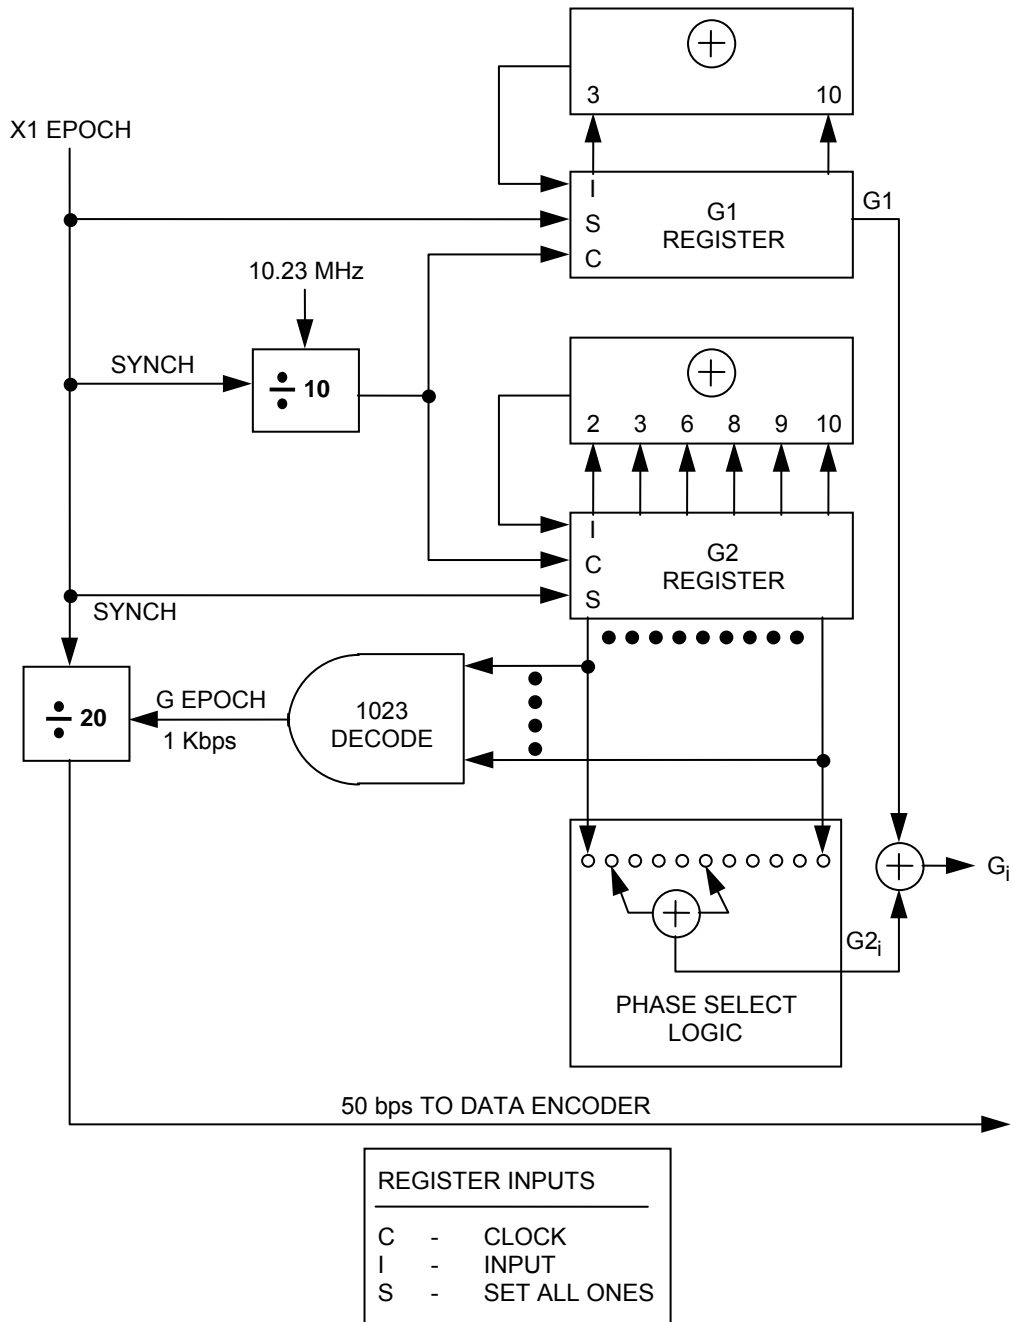 3 10
X1 EPOCH
I
S
C
G1
REGISTER
G1
10.23 MHz
SYNCH
÷ 10
2 3 6 8 9 10
I
C
S
G2
REGISTER
SYNCH
÷ 20
G EPOCH
1 Kbps
1023
DECODE
Gi
G2i
PHASE SELECT
LOGIC
50 bps TO DATA ENCODER
REGISTER INPUTS
C - CLOCK
I - INPUT
S - SET ALL ONES